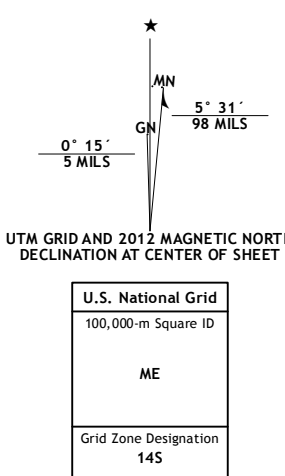 MN
GN
5° 31´
98 MILS
0° 15´
5 MILS
UTM GRID AND 2012 MAGNETIC NORTH
DECLINATION AT CENTER OF SHEET
U.S. National Grid
100,000-m Square ID
ME
Grid Zone Designation
14S